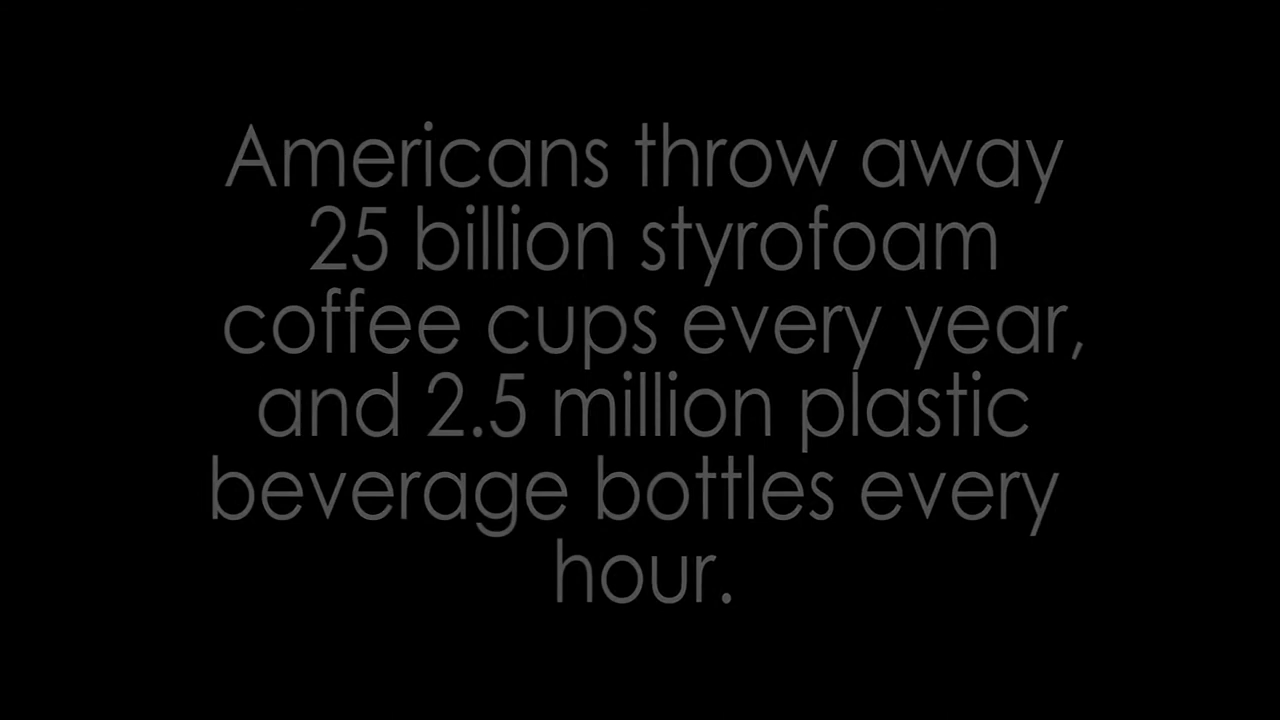 Americans throw away
25 billion styrofoam
coffee cups every year,
and 2.5 million plastic
beverage bottles every
hour.